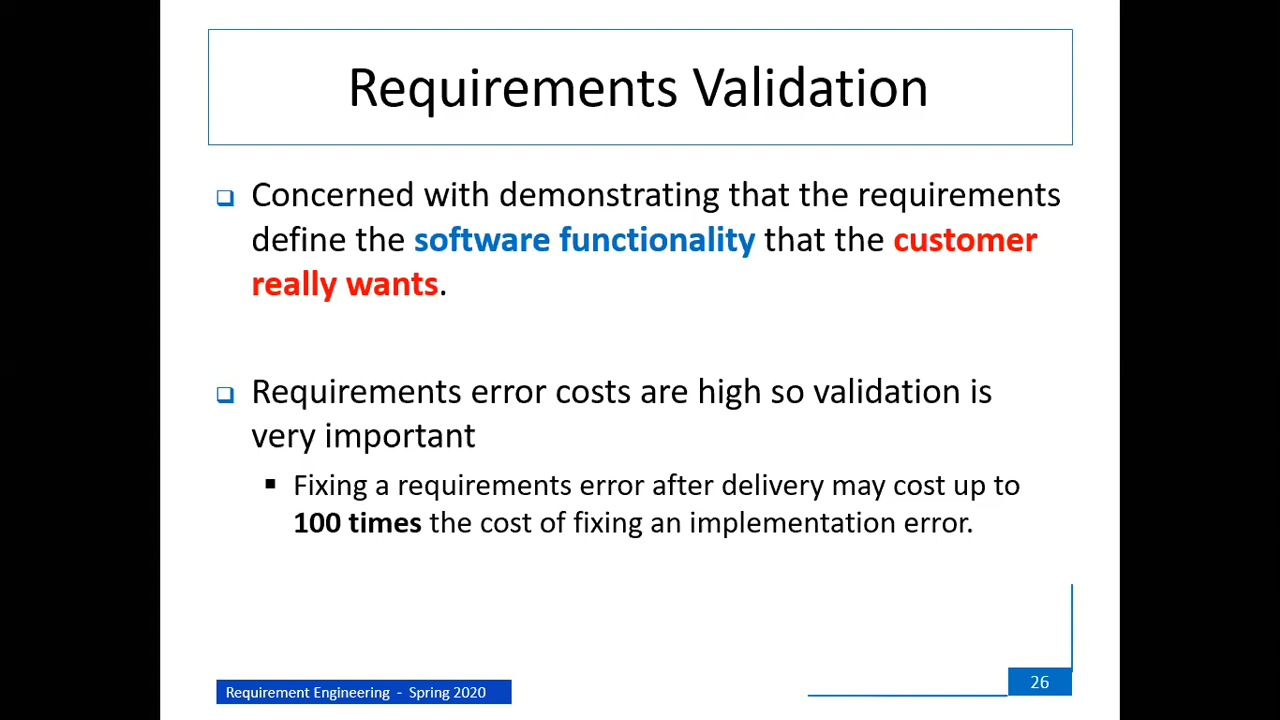 Requirements Validation
Concerned with demonstrating that the requirements
define the software functionality that the customer
really wants.
Requirements error costs are high so validation is
very important
Fixing a requirements error after delivery may cost up to
100 times the cost of fixing an implementation error.
Requirement Engineering - Spring 2020
26